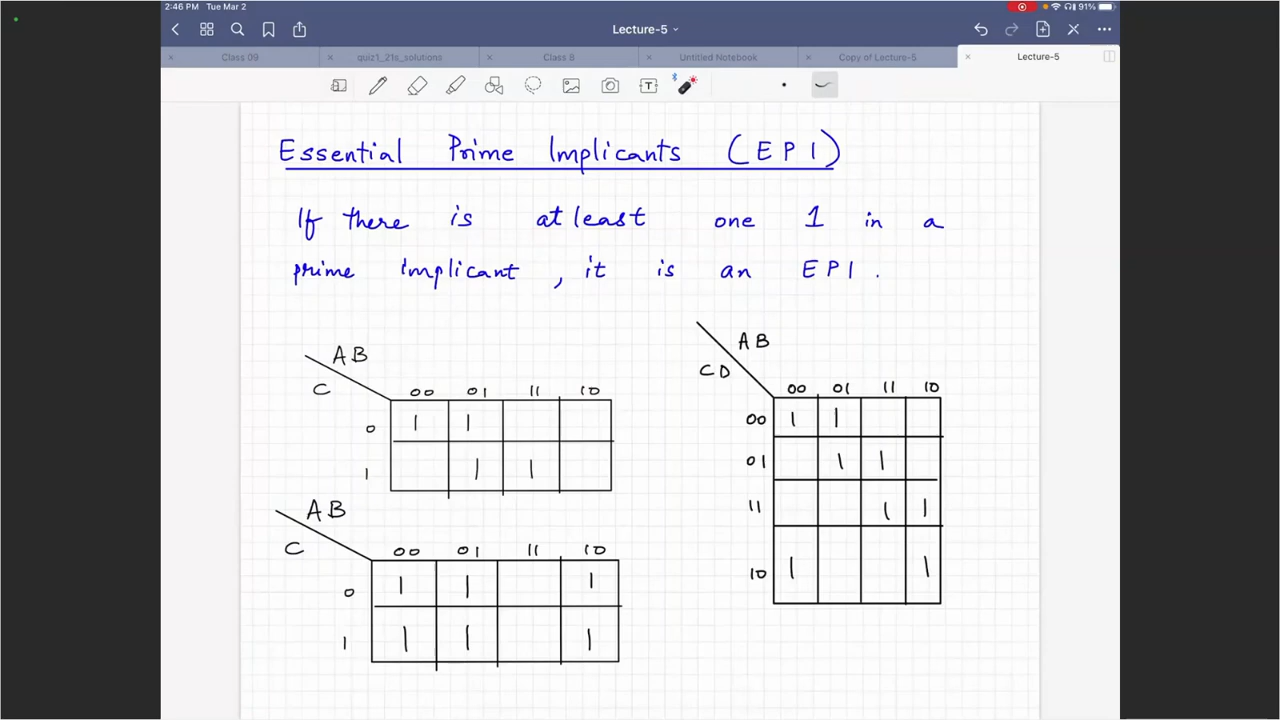 2:46 PM Tue Mar 2
91%
Lecture-5
Class 09
quiz1_21s_solutions
Class 8
Untitled Notebook
Copy of Lecture-5
Lecture-5
Essential Prime Implicants (EPI)
If there is atleast one 1 in a
prime implicant, it is an EPI.
AB
C
00 01 11 10
0 1 1
1 1 1
AB
C
00 01 11 10
0 1 1 1
1 1 1 1
AB
CD
00 01 11 10
00 1 1
01 1 1
11 1 1
10 1 1